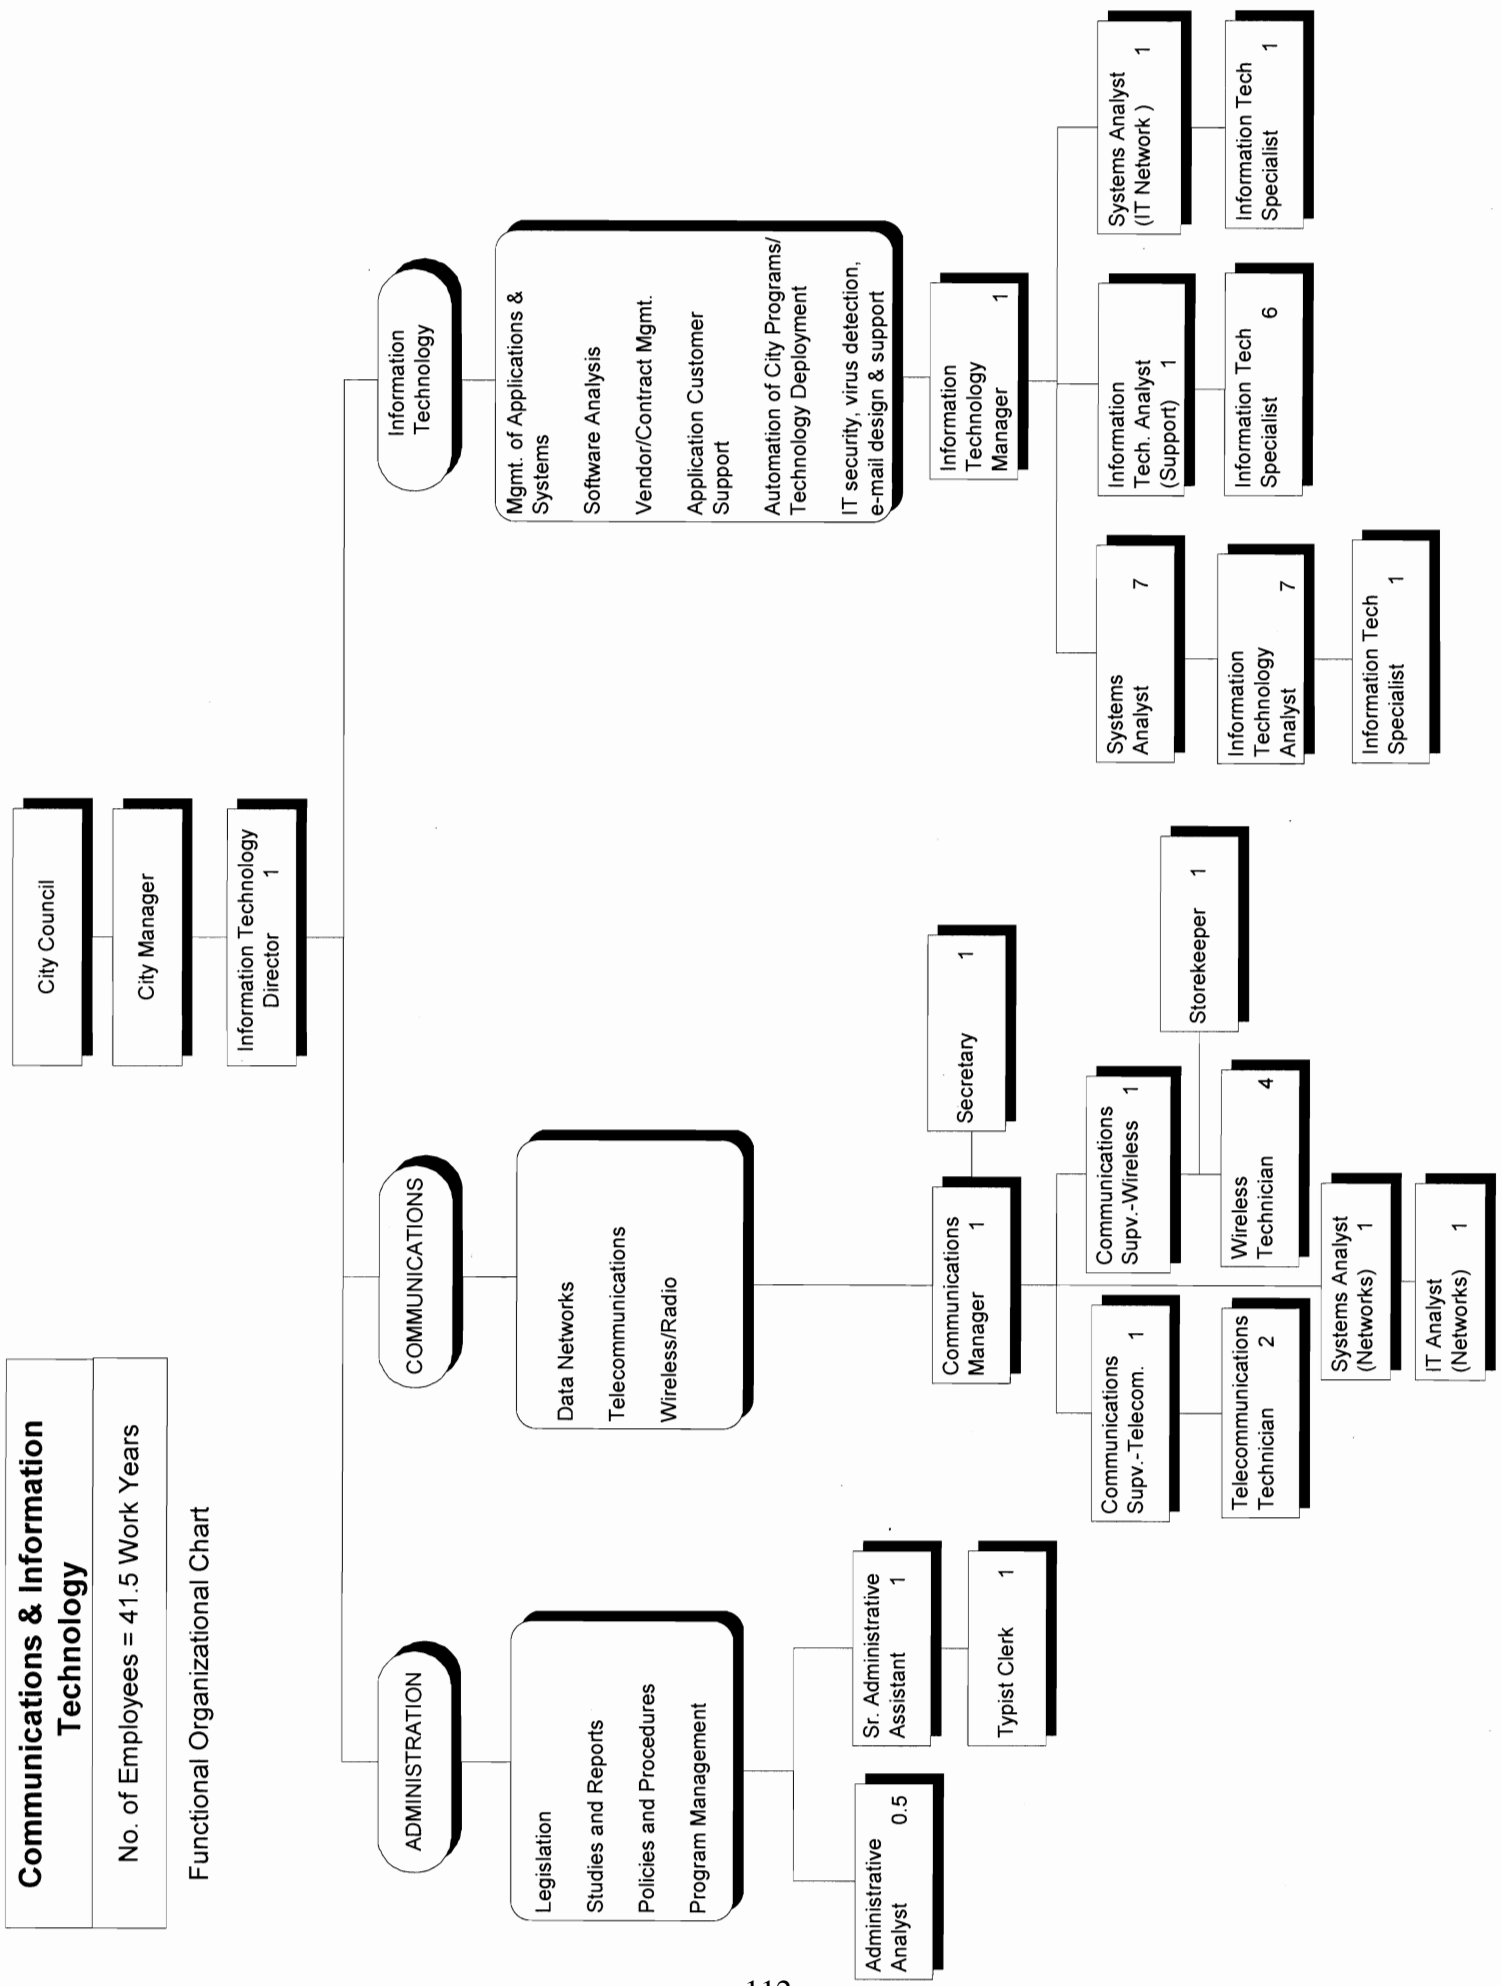 Communications & Information
Technology
No. of Employees = 41.5 Work Years
Functional Organizational Chart
City Council
City Manager
Information Technology
Director 1
ADMINISTRATION
Legislation
Studies and Reports
Policies and Procedures
Program Management
Administrative
Analyst 0.5
Sr. Administrative
Assistant 1
Typist Clerk 1
COMMUNICATIONS
Data Networks
Telecommunications
Wireless/Radio
Communications
Manager 1
Secretary 1
Communications
Supv.-Telecom. 1
Telecommunications
Technician 2
Communications
Supv.-Wireless 1
Storekeeper 1
Wireless
Technician 4
Systems Analyst
(Networks) 1
IT Analyst
(Networks) 1
Information
Technology
Mgmt. of Applications &
Systems
Software Analysis
Vendor/Contract Mgmt.
Application Customer
Support
Automation of City Programs/
Technology Deployment
IT security, virus detection,
e-mail design & support
Information
Technology
Manager 1
Systems
Analyst 7
Information
Technology
Analyst 7
Information Tech
Specialist 1
Information
Tech. Analyst
(Support) 1
Information Tech
Specialist 6
Systems Analyst
(IT Network ) 1
Information Tech
Specialist 1